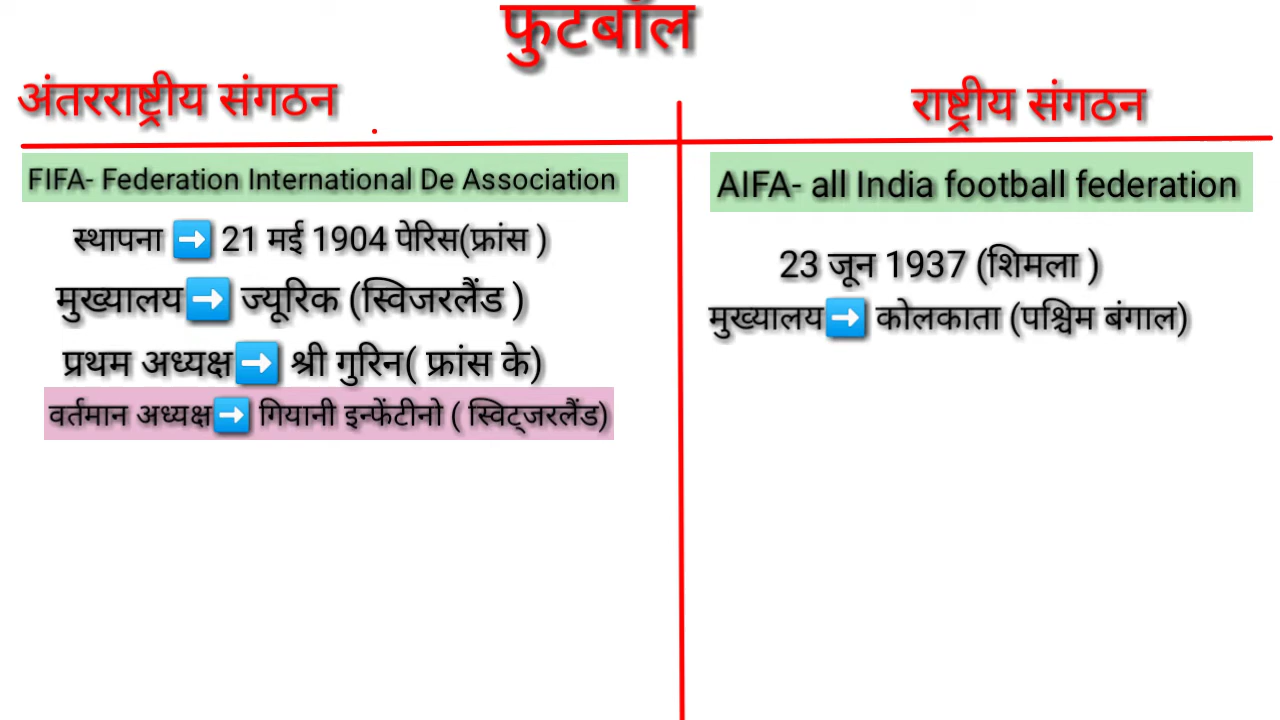 फुटबॉल
अंतरराष्ट्रीय संगठन
राष्ट्रीय संगठन
FIFA- Federation International De Association
स्थापना ➡️ 21 मई 1904 पेरिस(फ्रांस )
मुख्यालय➡️ ज्यूरिक (स्विजरलैंड )
प्रथम अध्यक्ष➡️ श्री गुरिन( फ्रांस के)
वर्तमान अध्यक्ष➡️ गियानी इन्फेंटीनो ( स्विट्जरलैंड)
AIFA- all India football federation
23 जून 1937 (शिमला )
मुख्यालय➡️ कोलकाता (पश्चिम बंगाल)